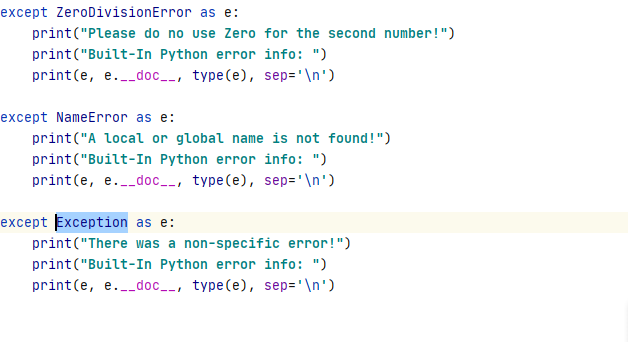 except ZeroDivisionError as e:
    print("Please do no use Zero for the second number!")
    print("Built-In Python error info: ")
    print(e, e.__doc__, type(e), sep='\n')

except NameError as e:
    print("A local or global name is not found!")
    print("Built-In Python error info: ")
    print(e, e.__doc__, type(e), sep='\n')

except Exception as e:
    print("There was a non-specific error!")
    print("Built-In Python error info: ")
    print(e, e.__doc__, type(e), sep='\n')